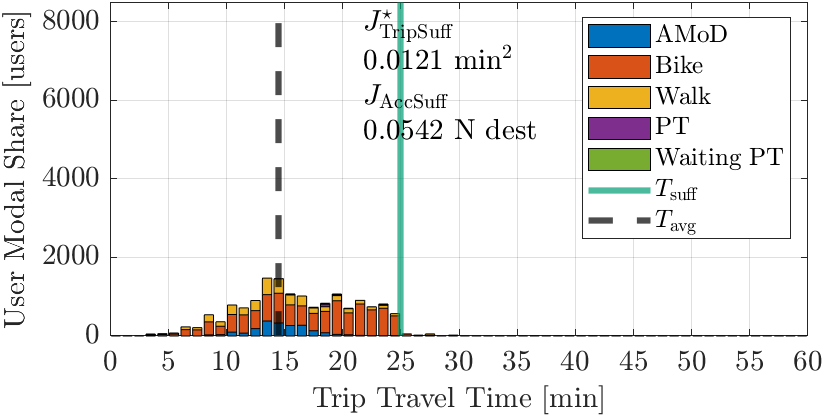 8000
6000
4000
2000
0
User Modal Share [users]
J⋆TripSuff
0.0121 min²
JAccSuff
0.0542 N dest
AMoD
Bike
Walk
PT
Waiting PT
Tsuff
Tavg
0 5 10 15 20 25 30 35 40 45 50 55 60
Trip Travel Time [min]